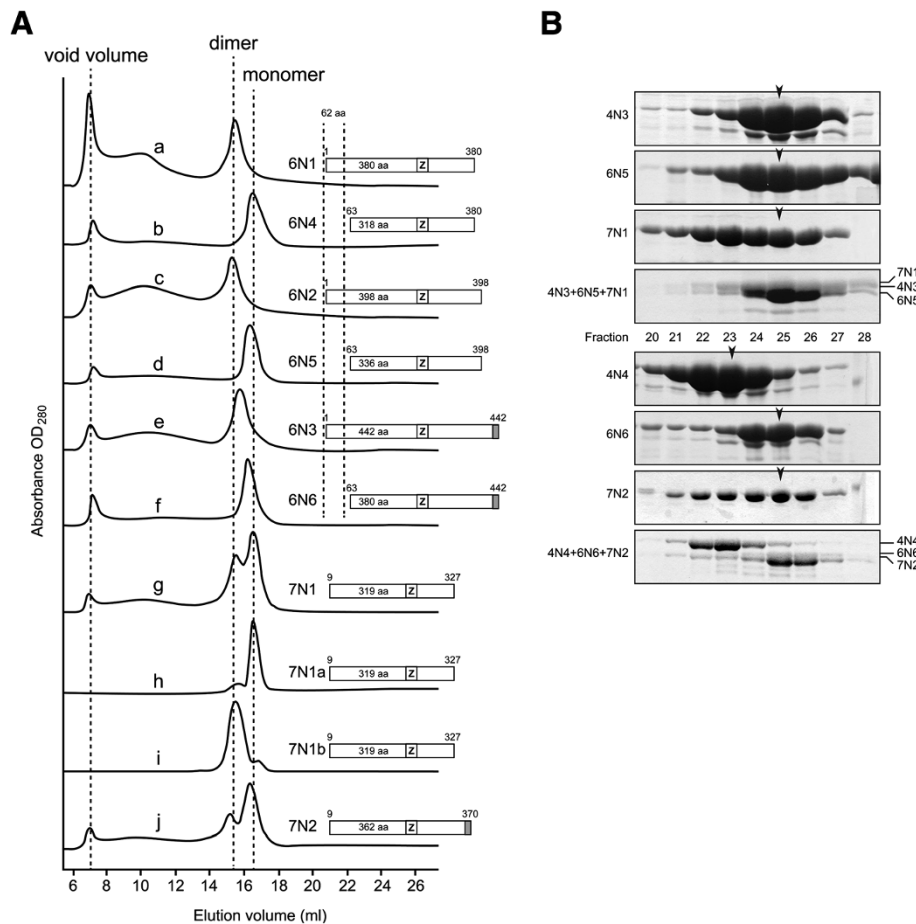 A
void volume
dimer
monomer
62 aa
a
6N1
1
380 aa
Z
380
b
6N4
63
318 aa
Z
380
c
6N2
1
398 aa
Z
398
d
6N5
63
336 aa
Z
398
e
6N3
1
442 aa
Z
442
f
6N6
63
380 aa
Z
442
g
7N1
9
319 aa
Z
327
h
7N1a
9
319 aa
Z
327
i
7N1b
9
319 aa
Z
327
j
7N2
9
362 aa
Z
370
Absorbance OD280
6 8 10 12 14 16 18 20 22 24 26
Elution volume (ml)
B
4N3
6N5
7N1
4N3+6N5+7N1
7N1
4N3
6N5
Fraction 20 21 22 23 24 25 26 27 28
4N4
6N6
7N2
4N4+6N6+7N2
4N4
6N6
7N2